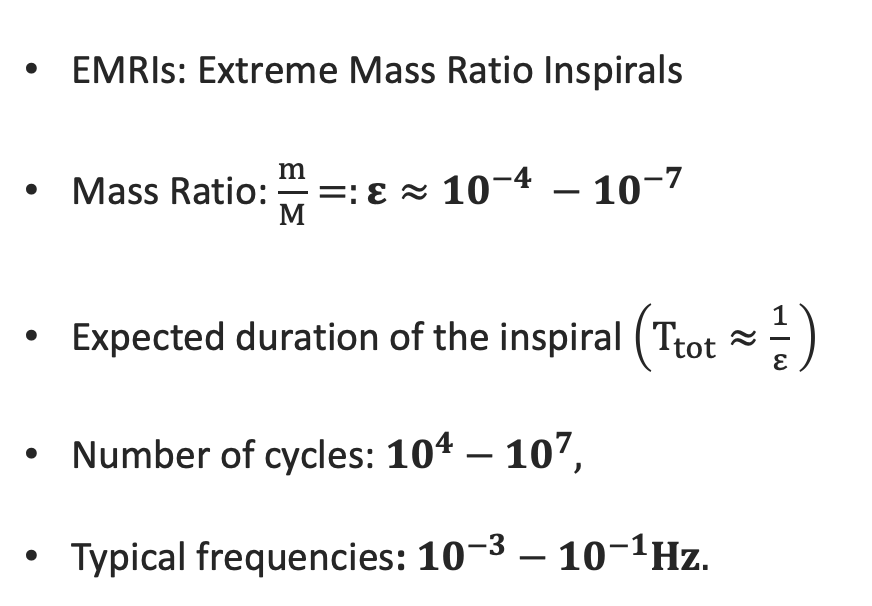 • EMRIs: Extreme Mass Ratio Inspirals
• Mass Ratio: m/M =: ε ≈ 10⁻⁴ – 10⁻⁷
• Expected duration of the inspiral (Tₜₒₜ ≈ 1/ε)
• Number of cycles: 10⁴ – 10⁷,
• Typical frequencies: 10⁻³ – 10⁻¹Hz.